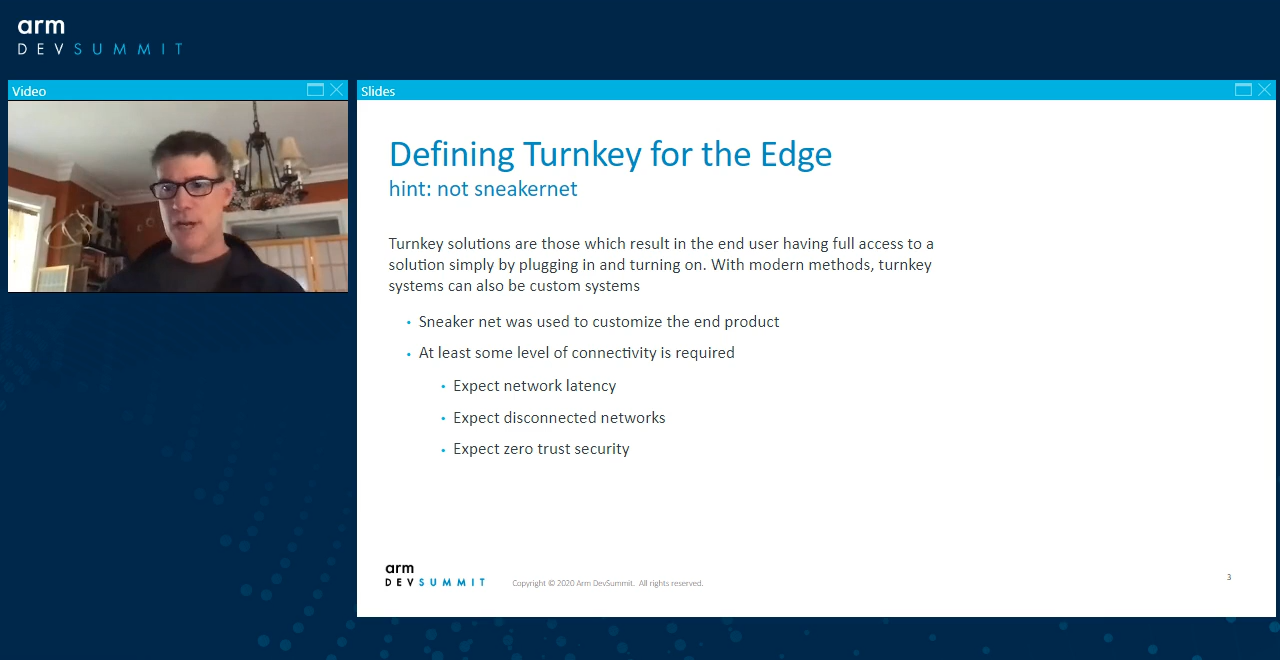 arm
DEVSUMMIT
Video
Slides
Defining Turnkey for the Edge
hint: not sneakernet
Turnkey solutions are those which result in the end user having full access to a
solution simply by plugging in and turning on. With modern methods, turnkey
systems can also be custom systems
• Sneaker net was used to customize the end product
• At least some level of connectivity is required
• Expect network latency
• Expect disconnected networks
• Expect zero trust security
arm
DEVSUMMIT
Copyright © 2020 Arm DevSummit. All rights reserved.
3